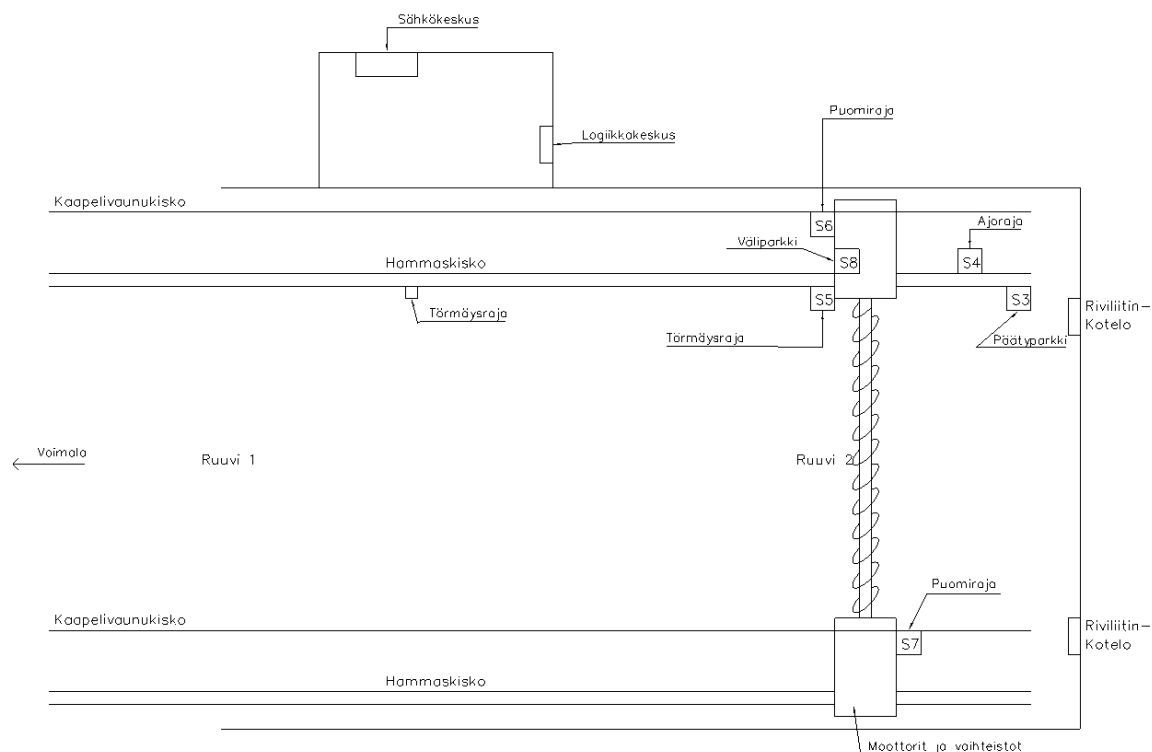 Sähkökeskus
Puomiraja
Logiikkakeskus
Kaapelivaunukisko
S6
Ajoraja
Väliparkki
S8
S4
Hammaskisko
S5
S3
Törmäysraja
Törmäysraja
Päätyparkki
Riviliitin-
Kotelo
Voimala
Ruuvi 1
Ruuvi 2
Puomiraja
Kaapelivaunukisko
S7
Riviliitin-
Kotelo
Hammaskisko
Moottorit ja vaihteistot